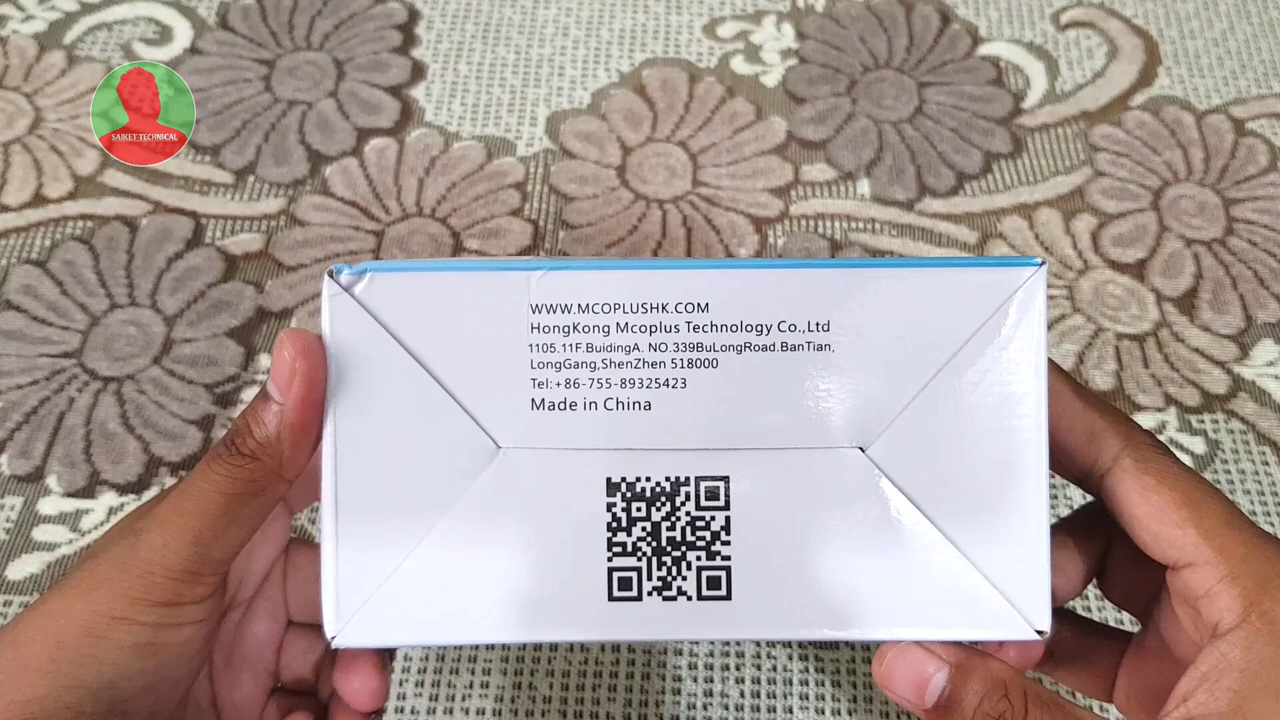 SAIKET TECHNICAL
WWW.MCOPLUSHK.COM
HongKong Mcoplus Technology Co.,Ltd
1105.11F.BuidingA. NO.339BuLongRoad.BanTian,
LongGang,ShenZhen 518000
Tel:+86-755-89325423
Made in China